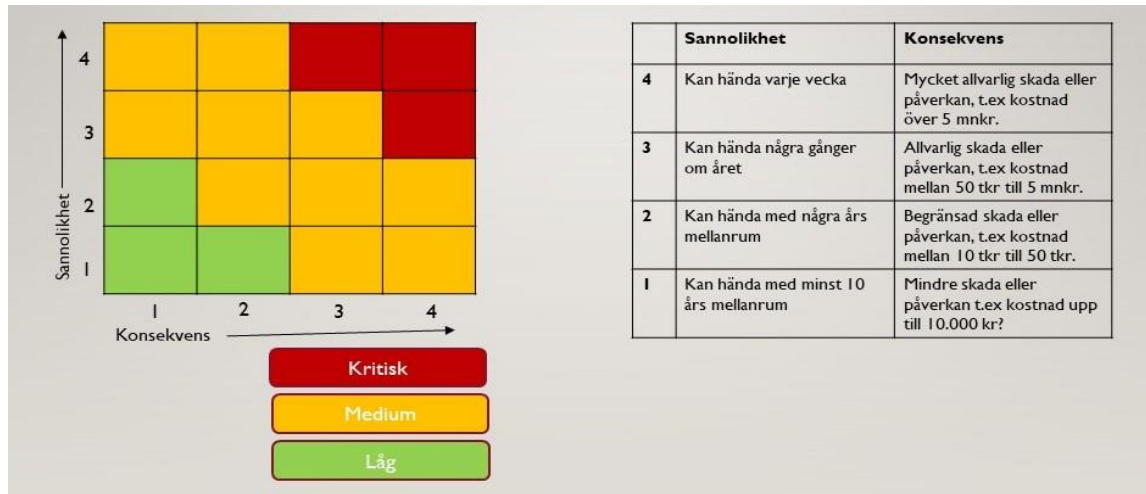 4
3
2
1
Sannolikhet
1 2 3 4
Konsekvens
Kritisk
Medium
Låg
Sannolikhet Konsekvens
4 Kan hända varje vecka Mycket allvarlig skada eller
påverkan, t.ex kostnad
över 5 mnkr.
3 Kan hända några gånger Allvarlig skada eller
om året påverkan, t.ex kostnad
mellan 50 tkr till 5 mnkr.
2 Kan hända med några års Begränsad skada eller
mellanrum påverkan, t.ex kostnad
mellan 10 tkr till 50 tkr.
1 Kan hända med minst 10 Mindre skada eller
års mellanrum påverkan t.ex kostnad upp
till 10.000 kr?